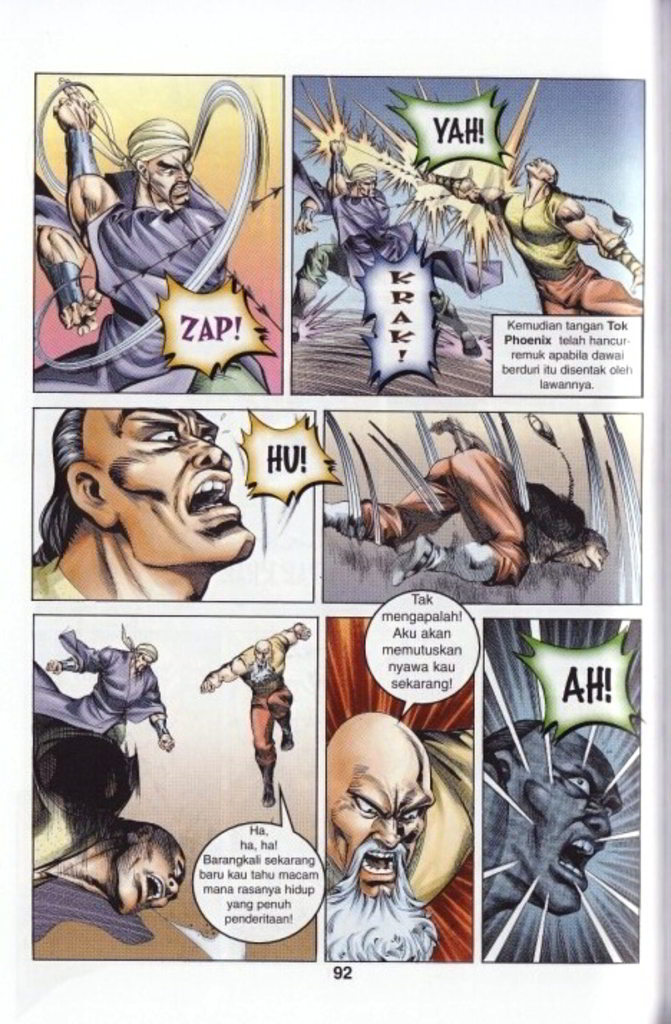 ZAP!
YAH!
KRAK!
Kemudian tangan Tok
Phoenix telah hancur-
remuk apabila dawai
berduri itu disentak oleh
lawannya.
HU!
Ha,
ha, ha!
Barangkali sekarang
baru kau tahu macam
mana rasanya hidup
yang penuh
penderitaan!
Tak
mengapalah!
Aku akan
memutuskan
nyawa kau
sekarang!
AH!
92